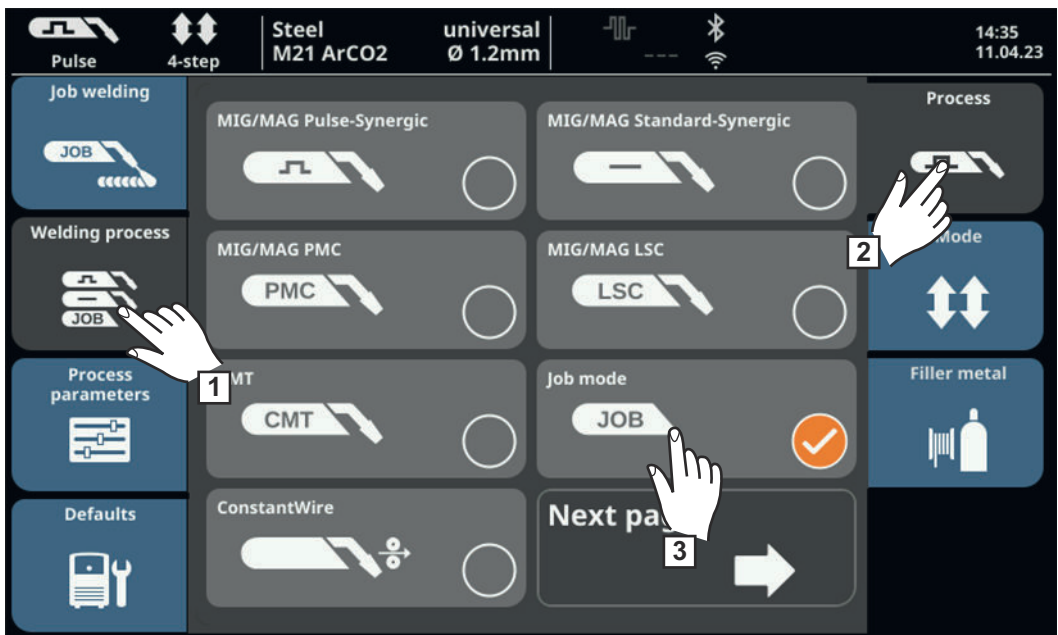 Pulse
4-step
Steel
M21 ArCO2
universal
Ø 1.2mm
---
14:35
11.04.23
Job welding
JOB
Welding process
JOB
1
Process
parameters
Defaults
MIG/MAG Pulse-Synergic
MIG/MAG Standard-Synergic
MIG/MAG PMC
PMC
MIG/MAG LSC
LSC
MT
CMT
Job mode
JOB
ConstantWire
Next pa
3
Process
2
Mode
Filler metal